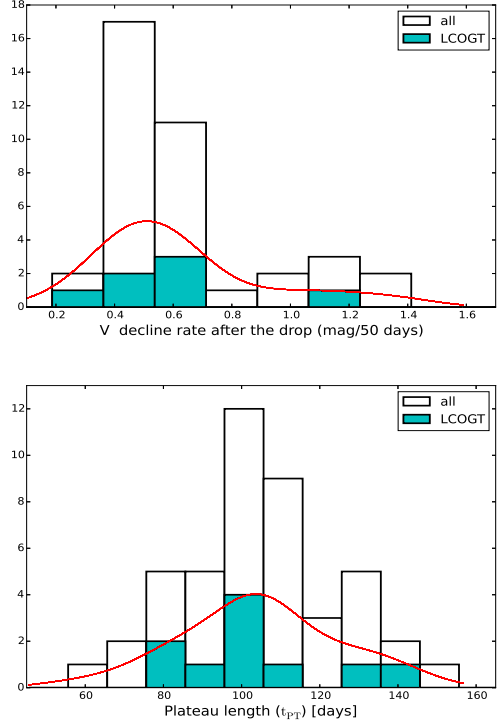 18
16
14
12
10
8
6
4
2
0
all
LCOGT
0.2 0.4 0.6 0.8 1.0 1.2 1.4 1.6
V decline rate after the drop (mag/50 days)
12
10
8
6
4
2
0
all
LCOGT
60 80 100 120 140 160
Plateau length (t_PT) [days]